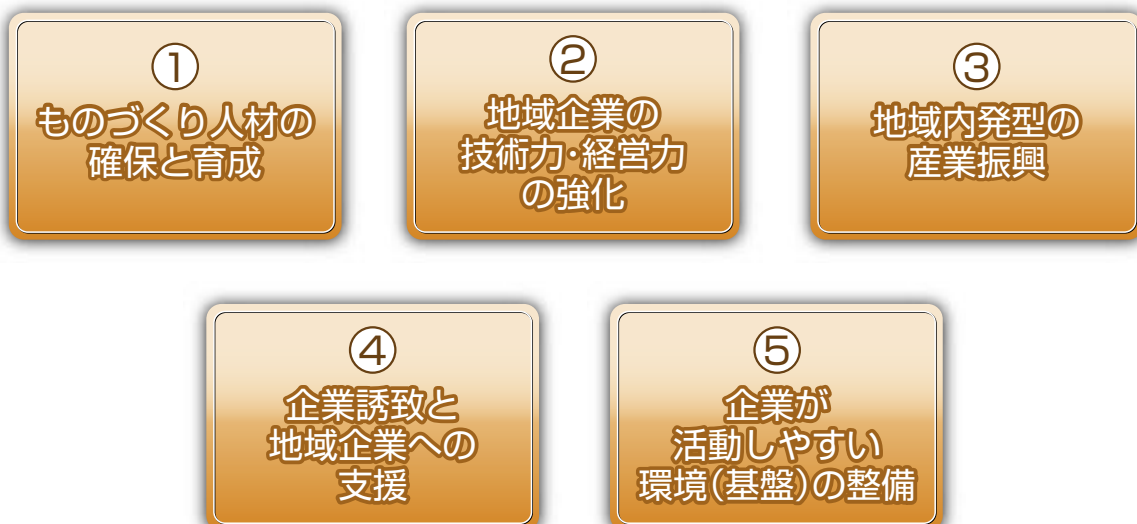 ①
ものづくり人材の
確保と育成
②
地域企業の
技術力・経営力
の強化
③
地域内発型の
産業振興
④
企業誘致と
地域企業への
支援
⑤
企業が
活動しやすい
環境（基盤）の整備